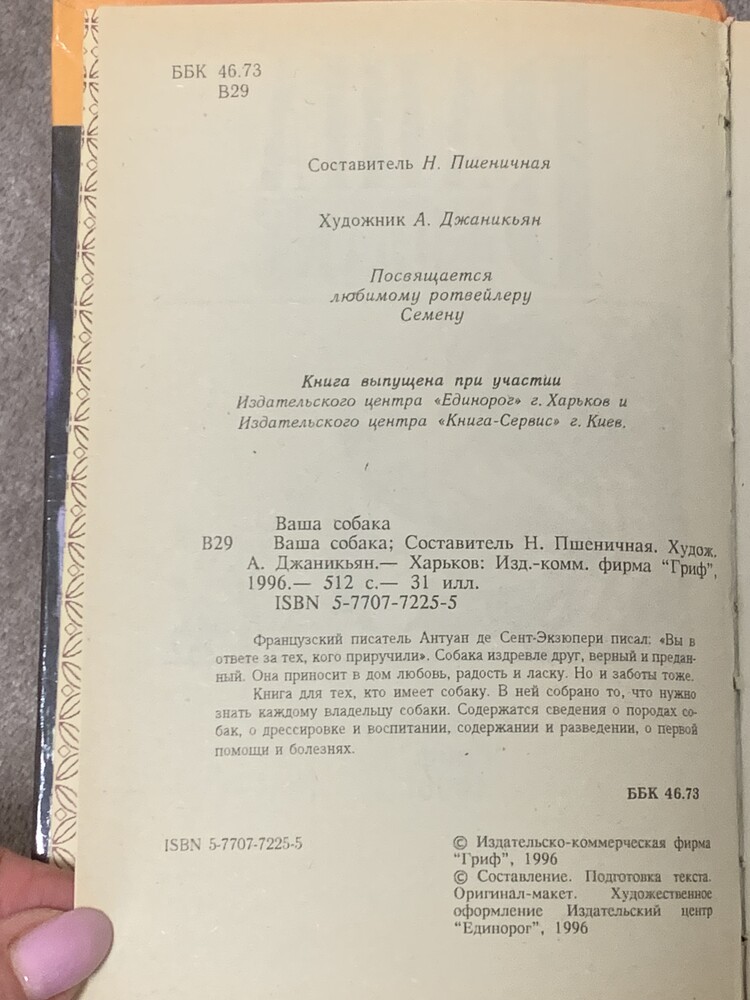 ББК 46.73
В29
Составитель Н. Пшеничная
Художник А. Джаникьян
Посвящается
любимому ротвейлеру
Семену
Книга выпущена при участии
Издательского центра «Единорог» г. Харьков и
Издательского центра «Книга-Сервис» г. Киев.
Ваша собака
В29 Ваша собака; Составитель Н. Пшеничная. Худож.
А. Джаникьян.— Харьков: Изд.-комм. фирма "Гриф",
1996.— 512 с.— 31 илл.
ISBN 5-7707-7225-5
Французский писатель Антуан де Сент-Экзюпери писал: «Вы в
ответе за тех, кого приручили». Собака издревле друг, верный и предан-
ный. Она приносит в дом любовь, радость и ласку. Но и заботы тоже.
Книга для тех, кто имеет собаку. В ней собрано то, что нужно
знать каждому владельцу собаки. Содержатся сведения о породах со-
бак, о дрессировке и воспитании, содержании и разведении, о первой
помощи и болезнях.
ББК 46.73
ISBN 5-7707-7225-5
© Издательско-коммерческая фирма
"Гриф", 1996
© Составление. Подготовка текста.
Оригинал-макет. Художественное
оформление Издательский центр
"Единорог", 1996